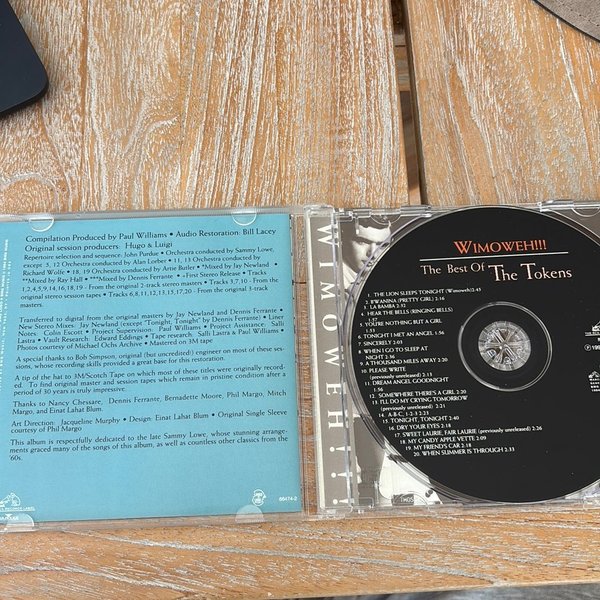 Compilation Produced by Paul Williams • Audio Restoration: Bill Lacey
Original session producers: Hugo & Luigi
Repertoire selection and sequence: John Purdue • Orchestra conducted by Sammy Lowe,
except: 3, 12 Orchestra conducted by Alan Lorber • 11, 13 Orchestra conducted by
Richard Wolfe • 18, 19 Orchestra conducted by Arnie Butler • *Mixed by Jay Newland •
**Mixed by Ray Hall • ***Mixed by Dennis Ferrante • +First Stereo Release • Tracks
1,2,4,5,9,14,16,18,19 - From the original 2-track stereo masters • Tracks 3,7,10 - From the
original stereo session tapes • Tracks 6,8,11,12,13,15,17,20 - From the original 3-track
masters.
Transferred to digital from the original masters by Jay Newland and Dennis Ferrante •
New Stereo Mixes: Jay Newland (except "Tonight, Tonight" by Dennis Ferrante) • Liner
Notes: Colin Escott • Project Supervision: Paul Williams • Project Assistance: Salli
Lastra • Vault Research: Edward Eddings • Tape research: Salli Lastra & Paul Williams •
Photos courtesy of Michael Ochs Archive • Mastered on 3M tape
A special thanks to Bob Simpson, original (but uncredited) engineer on most of these ses-
sions, whose recording skills provided a great base for this restoration.
A tip of the hat to 3M/Scotch Tape on which most of these titles were originally record-
ed. To find original master and session tapes which remain in pristine condition after a
period of 30 years is truly impressive.
Thanks to Nancy Chessare, Dennis Ferrante, Bernadette Moore, Phil Margo, Mitch
Margo, and Einat Lahat Blum.
Art Direction: Jacqueline Murphy • Design: Einat Lahat Blum • Original Single Sleeve
courtesy of Phil Margo
This album is respectfully dedicated to the late Sammy Lowe, whose stunning arrange-
ments graced many of the songs of this album, as well as countless other classics from the
'60s.
66474-2
WIMOWEH!!!
WIMOWEH!!!
The Best Of The Tokens
1. THE LION SLEEPS TONIGHT (Wimoweh) 2:45
2. B'WANINA (PRETTY GIRL) 2:16
3. LA BAMBA 2:32
4. HEAR THE BELLS (RINGING BELLS)
2:27
5. YOU'RE NOTHING BUT A GIRL
6. TONIGHT I MET AN ANGEL
7. SINCERELY 2:03
8. WHEN I GO TO SLEEP AT
NIGHT 2:36
9. A THOUSAND MILES AWAY 2:30
10. PLEASE WRITE
(previously unreleased)
11. DREAM ANGEL GOODNIGHT
1:56
12. SOMEWHERE THERE'S A GIRL 2:20
13. I'LL DO MY CRYING TOMORROW
(previously unreleased)
14. A-B-C, 1-2-3 2:25
15. TONIGHT, TONIGHT 2:40
16. DRY YOUR EYES 2:18
17. SWEET LAURIE, FAIR LAURIE (previously unreleased)
18. MY CANDY APPLE VETTE 2:09
19. MY FRIEND'S CAR 2:18
20. WHEN SUMMER IS THROUGH 2:33